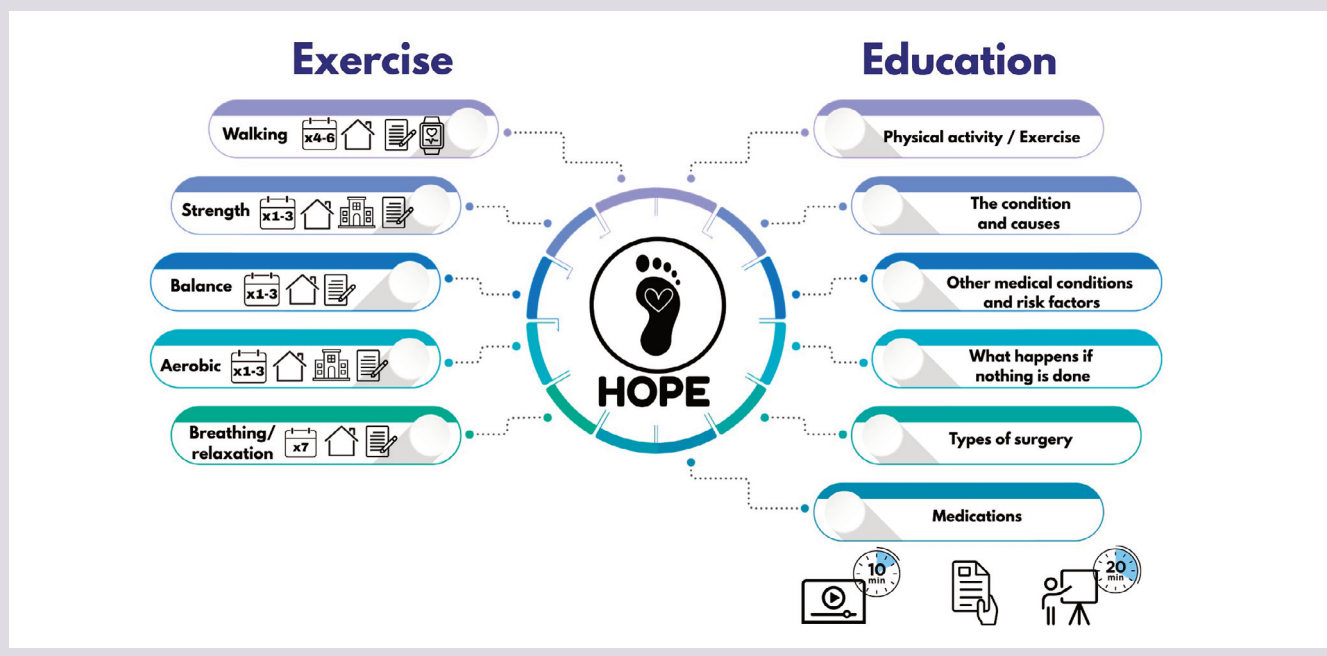 Exercise
Education
Walking
x4-6
Strength
x1-3
Balance
x1-3
Aerobic
x1-3
Breathing/
relaxation
x7
HOPE
Physical activity / Exercise
The condition
and causes
Other medical conditions
and risk factors
What happens if
nothing is done
Types of surgery
Medications
10
min
20
min